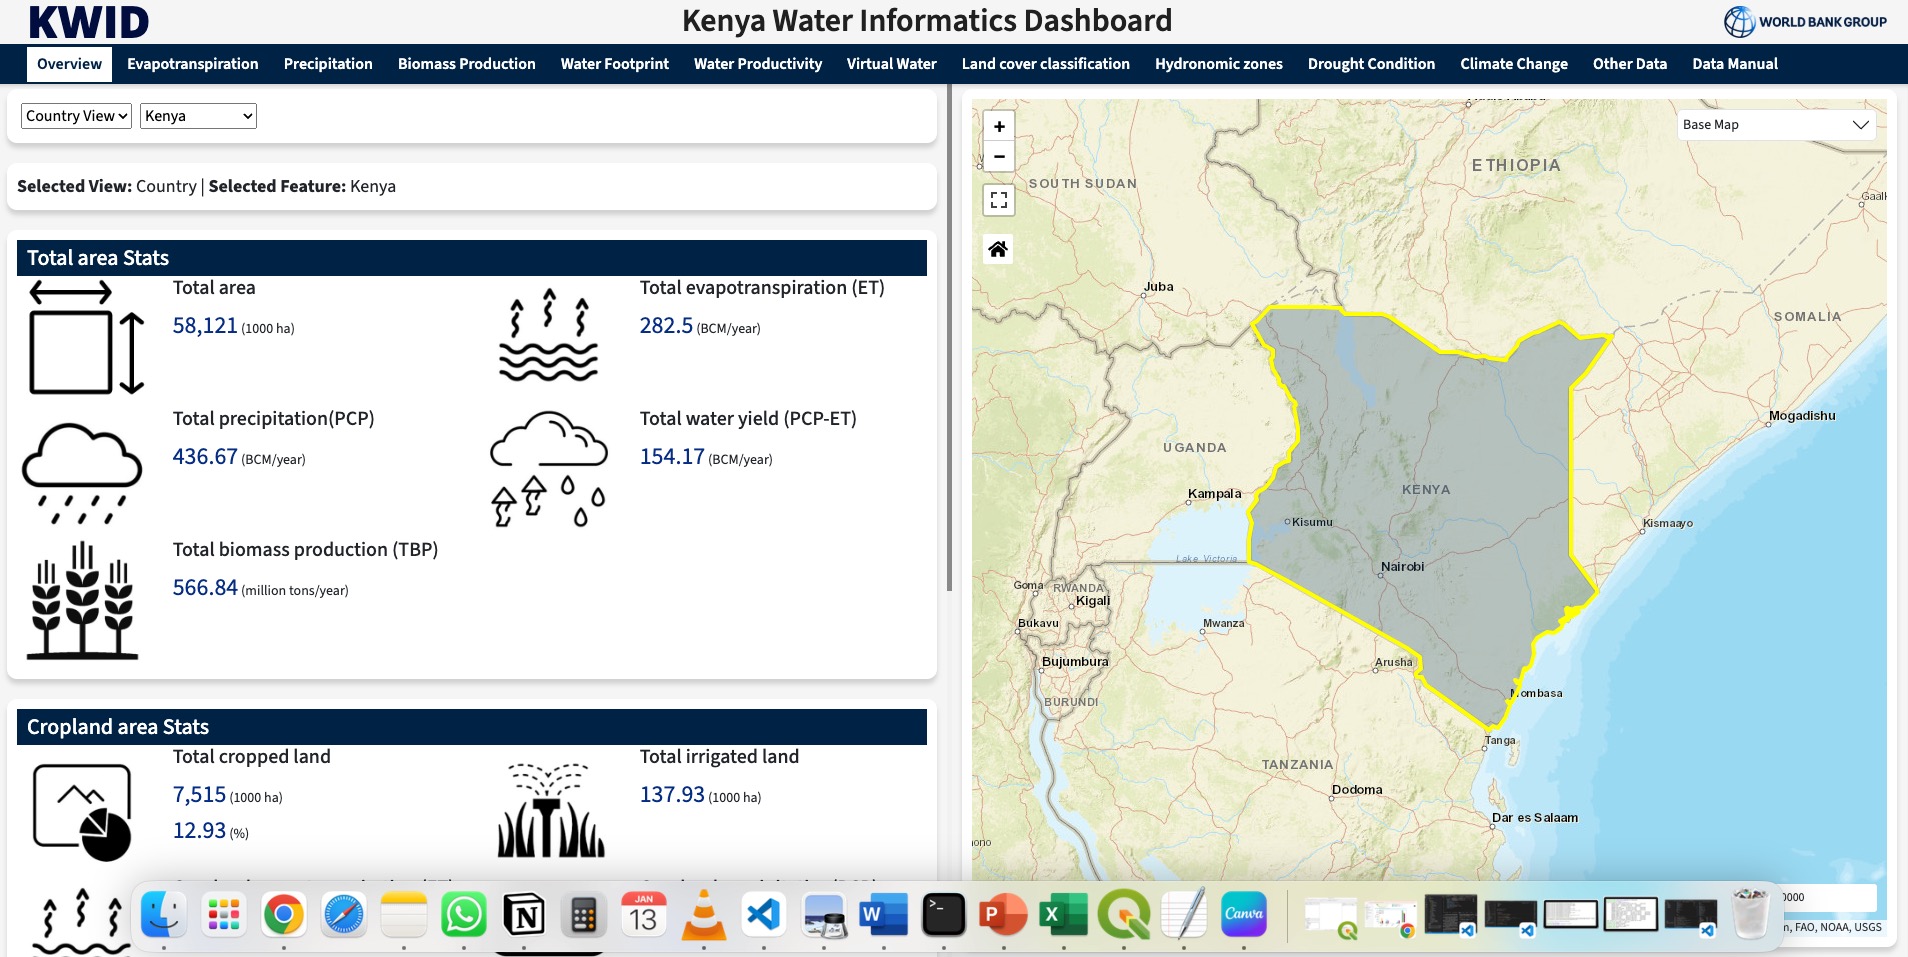 KWID
Kenya Water Informatics Dashboard
WORLD BANK GROUP
Overview Evapotranspiration Precipitation Biomass Production Water Footprint Water Productivity Virtual Water Land cover classification Hydronomic zones Drought Condition Climate Change Other Data Data Manual
Country View Kenya
Selected View: Country | Selected Feature: Kenya
Total area Stats
Total area
58,121 (1000 ha)
Total evapotranspiration (ET)
282.5 (BCM/year)
Total precipitation(PCP)
436.67 (BCM/year)
Total water yield (PCP-ET)
154.17 (BCM/year)
Total biomass production (TBP)
566.84 (million tons/year)
Cropland area Stats
Total cropped land
7,515 (1000 ha)
12.93 (%)
Total irrigated land
137.93 (1000 ha)
+
−
Base Map
ETHIOPIA
SOUTH SUDAN
Juba
SOMALIA
Mogadishu
UGANDA
Kampala
KENYA
Kisumu
Kismaayo
Lake Victoria
Nairobi
Goma
RWANDA
Kigali
Bukavu
Mwanza
Bujumbura
Arusha
BURUNDI
Mombasa
Tanga
TANZANIA
Dodoma
Dar es Salaam
FAO, NOAA, USGS
JAN
13
N
W
>_
P
X
Canva